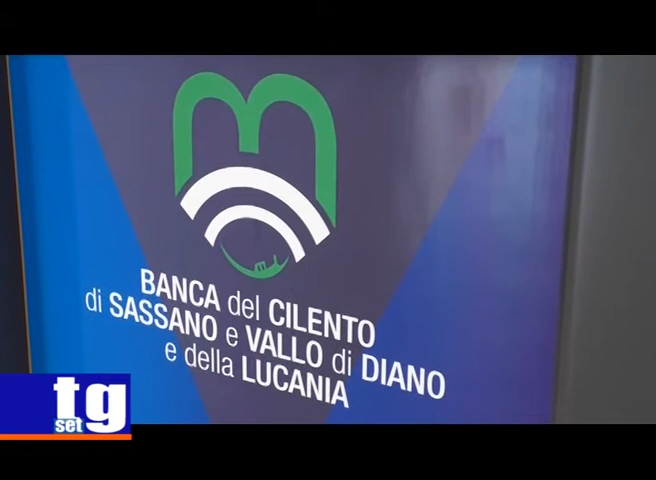 BANCA del CILENTO
di SASSANO e VALLO di DIANO
e della LUCANIA
tg
set